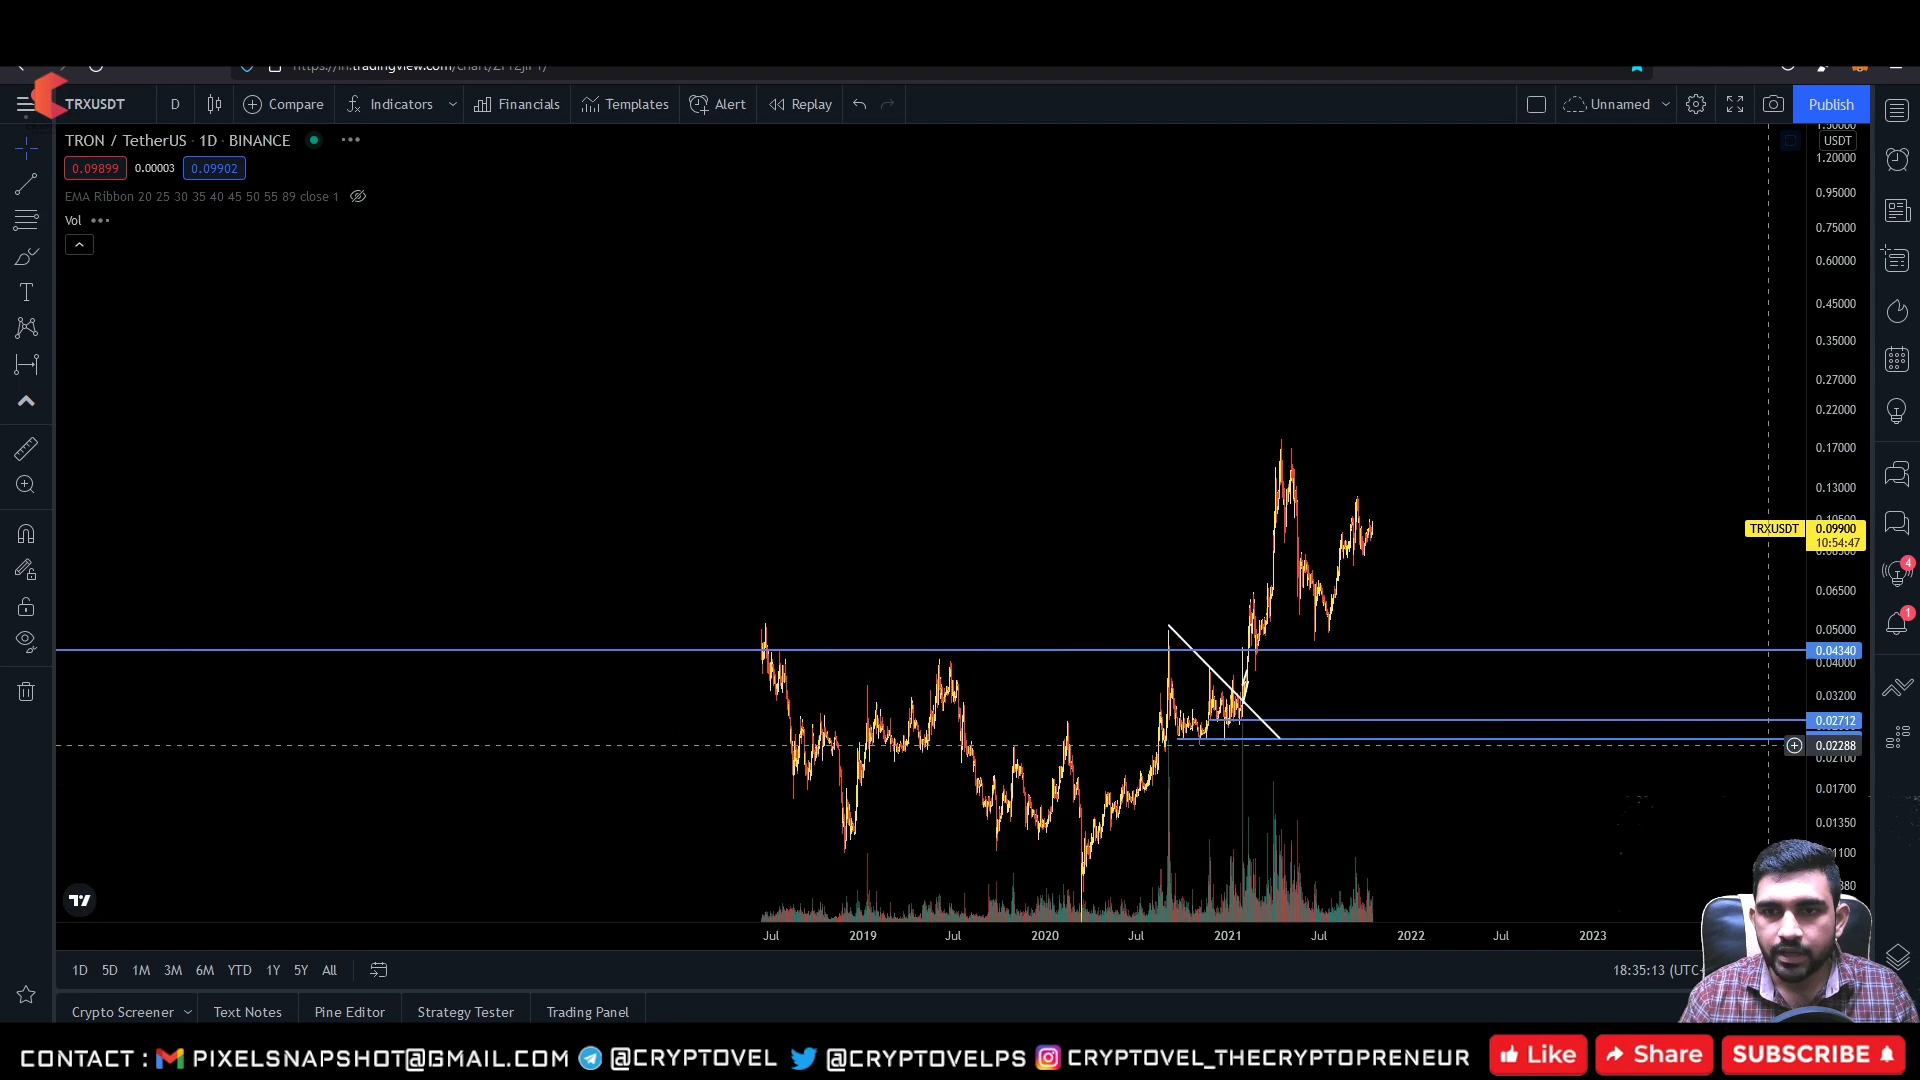 TRXUSDT D Compare Indicators Financials Templates Alert Replay Unnamed Publish
TRON / TetherUS · 1D · BINANCE
USDT
0.09899 0.00003 0.09902
EMA Ribbon 20 25 30 35 40 45 50 55 89 close 1
Vol
1.20000
0.95000
0.75000
0.60000
0.45000
0.35000
0.27000
0.22000
0.17000
0.13000
TRXUSDT 0.09900
10:54:47
0.06500
0.05000
0.04340
0.04000
0.03200
0.02712
0.02288
0.02100
0.01700
0.01350
4
1
Jul 2019 Jul 2020 Jul 2021 Jul 2022 Jul 2023
1D 5D 1M 3M 6M YTD 1Y 5Y All
18:35:13 (UTC
Crypto Screener Text Notes Pine Editor Strategy Tester Trading Panel
CONTACT : PIXELSNAPSHOT@GMAIL.COM @CRYPTOVEL @CRYPTOVELPS CRYPTOVEL_THECRYPTOPRENEUR Like Share SUBSCRIBE